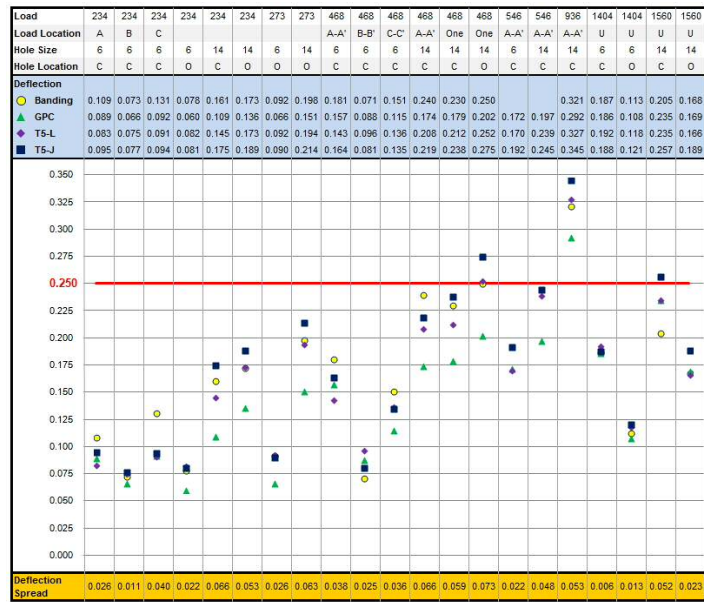 Load 234 234 234 234 234 234 273 273 468 468 468 468 468 468 546 546 936 1404 1404 1560 1560
Load Location A B C A-A' B-B' C-C' A-A' One One A-A' A-A' A-A' U U U U
Hole Size 6 6 6 6 14 14 6 14 6 6 6 14 14 14 6 14 14 6 6 14 14
Hole Location C C C O C O O O C C C C C O C C C C O C O
Deflection
Banding 0.109 0.073 0.131 0.078 0.161 0.173 0.092 0.198 0.181 0.071 0.151 0.240 0.230 0.250 0.321 0.187 0.113 0.205 0.168
GPC 0.089 0.066 0.092 0.060 0.109 0.136 0.066 0.151 0.157 0.088 0.115 0.174 0.179 0.202 0.172 0.197 0.292 0.186 0.108 0.235 0.169
T5-L 0.083 0.075 0.091 0.082 0.145 0.173 0.092 0.194 0.143 0.096 0.136 0.208 0.212 0.252 0.170 0.239 0.327 0.192 0.118 0.235 0.166
T5-J 0.095 0.077 0.094 0.081 0.175 0.189 0.090 0.214 0.164 0.081 0.135 0.219 0.238 0.275 0.192 0.245 0.345 0.188 0.121 0.257 0.189
0.350
0.325
0.300
0.275
0.250
0.225
0.200
0.175
0.150
0.125
0.100
0.075
0.050
0.025
0.000
Deflection
Spread 0.026 0.011 0.040 0.022 0.066 0.053 0.026 0.063 0.038 0.025 0.036 0.066 0.059 0.073 0.022 0.048 0.053 0.006 0.013 0.052 0.023